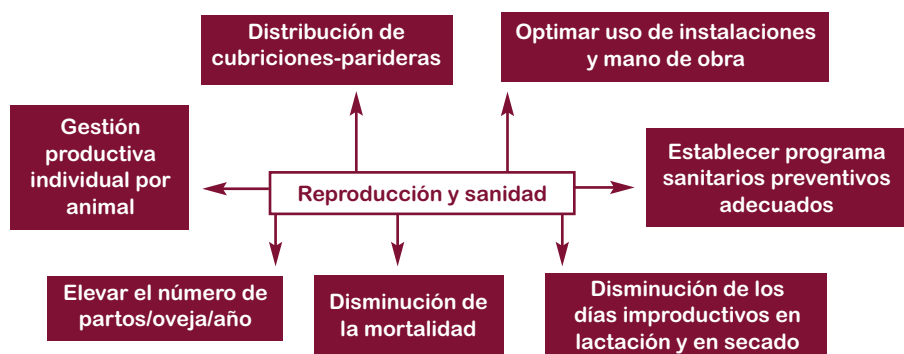 Distribución de
cubriciones-parideras
Optimar uso de instalaciones
y mano de obra
Gestión
productiva
individual por
animal
Reproducción y sanidad
Establecer programa
sanitarios preventivos
adecuados
Elevar el número de
partos/oveja/año
Disminución de
la mortalidad
Disminución de los
días improductivos en
lactación y en secado